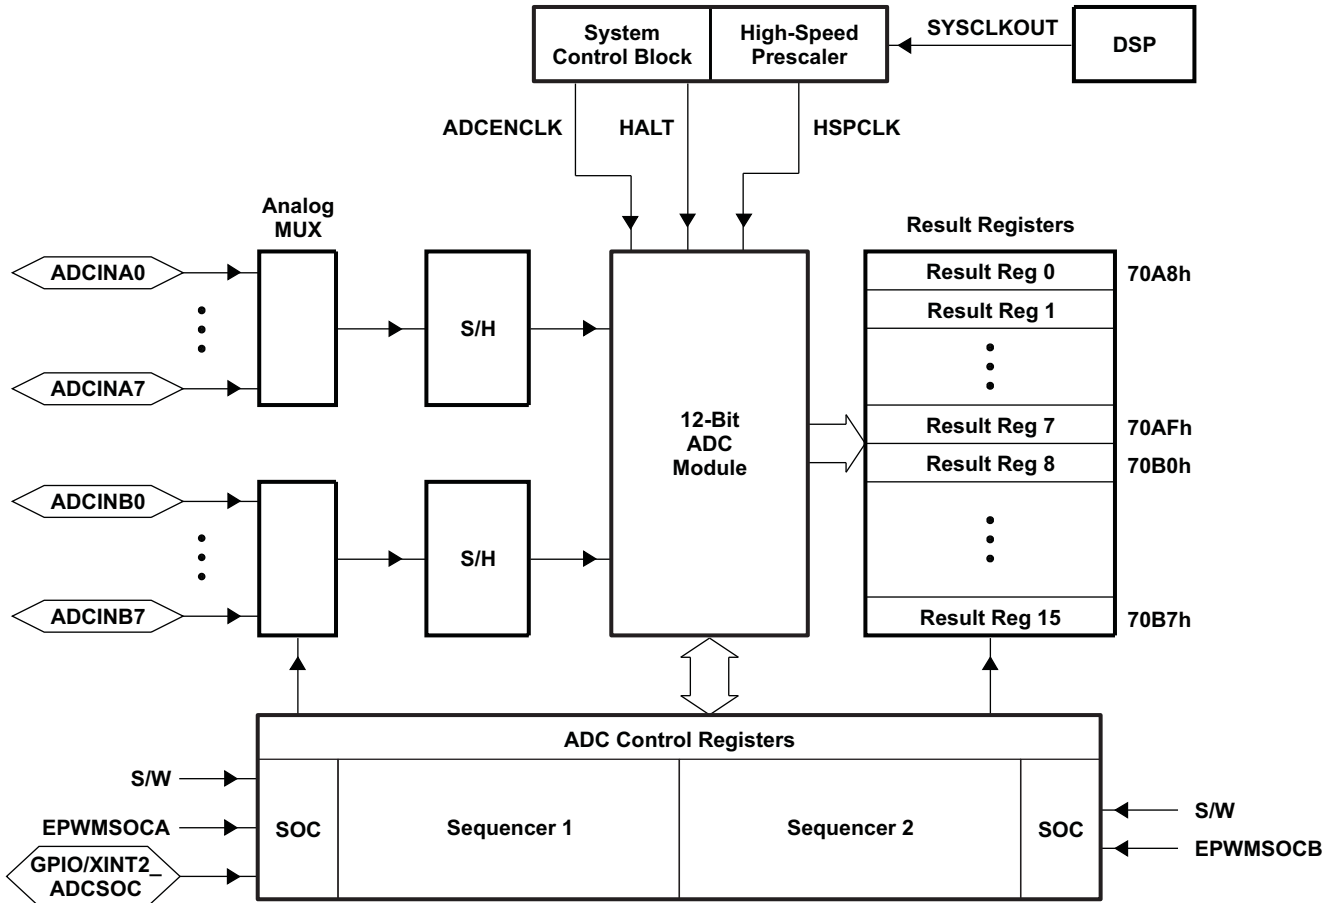 System
Control Block
High-Speed
Prescaler
SYSCLKOUT
DSP
ADCENCLK
HALT
HSPCLK
Analog
MUX
Result Registers
ADCINA0
ADCINA7
S/H
ADCINB0
ADCINB7
S/H
12-Bit
ADC
Module
Result Reg 0
70A8h
Result Reg 1
Result Reg 7
70AFh
Result Reg 8
70B0h
Result Reg 15
70B7h
ADC Control Registers
S/W
EPWMSOCA
GPIO/XINT2_
ADCSOC
SOC
Sequencer 1
Sequencer 2
SOC
S/W
EPWMSOCB